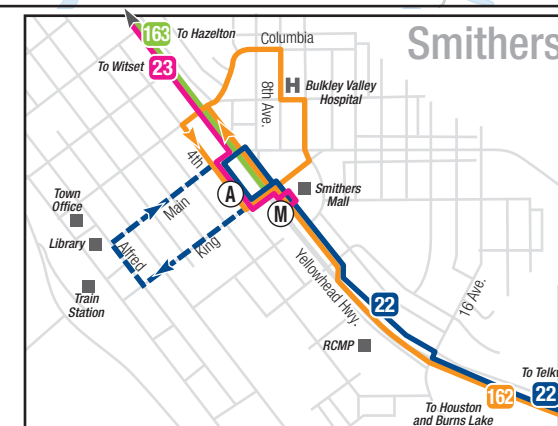 Smithers
163 To Hazelton
To Witset 23
Columbia
8th Ave.
H Bulkley Valley
Hospital
4th
A
M
Smithers
Mall
Town
Office
Library
Train
Station
Main
Alfred
King
Yellowhead Hwy.
22
16 Ave.
RCMP
162
To Houston
and Burns Lake
To Telk
22